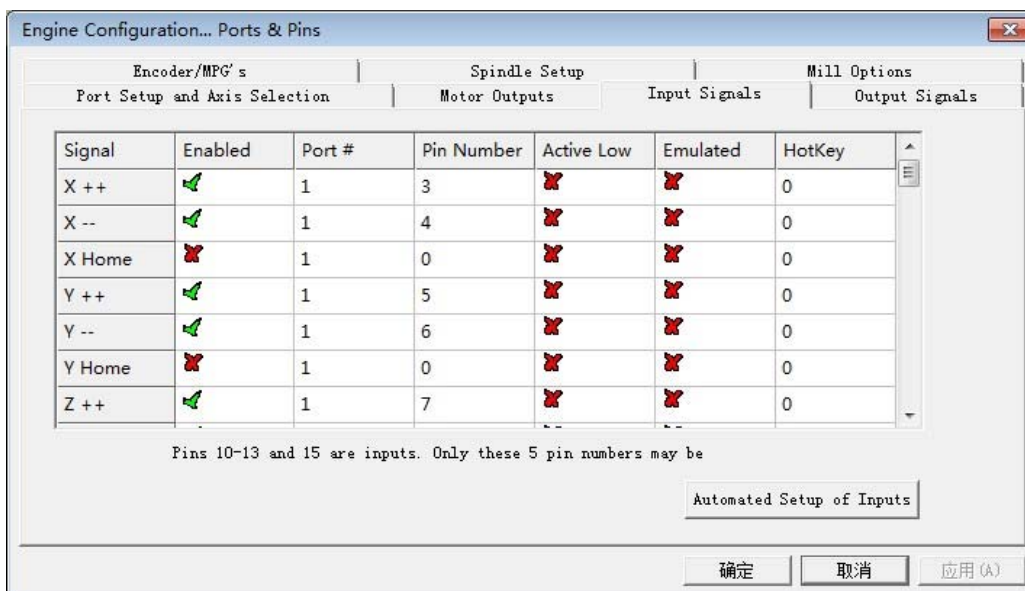 Engine Configuration... Ports & Pins
Encoder/MPG's Spindle Setup Mill Options
Port Setup and Axis Selection Motor Outputs Input Signals Output Signals
Signal Enabled Port # Pin Number Active Low Emulated HotKey
X ++ 1 3 0
X -- 1 4 0
X Home 1 0 0
Y ++ 1 5 0
Y -- 1 6 0
Y Home 1 0 0
Z ++ 1 7 0
Pins 10-13 and 15 are inputs. Only these 5 pin numbers may be
Automated Setup of Inputs
确定 取消 应用(A)